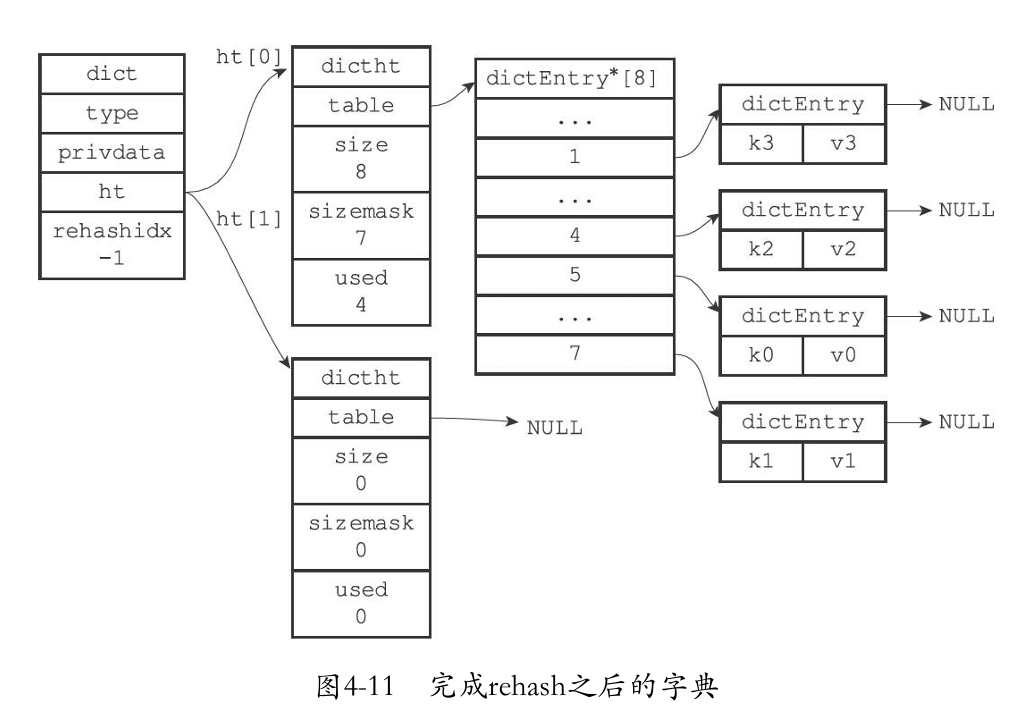 dict
type
privdata
ht
rehashidx
-1
ht[0]
ht[1]
dictht
table
size
8
sizemask
7
used
4
dictht
table
size
0
sizemask
0
used
0
NULL
dictEntry*[8]
...
1
...
4
5
...
7
dictEntry
k3 v3
NULL
dictEntry
k2 v2
NULL
dictEntry
k0 v0
NULL
dictEntry
k1 v1
NULL
图4-11 完成rehash之后的字典